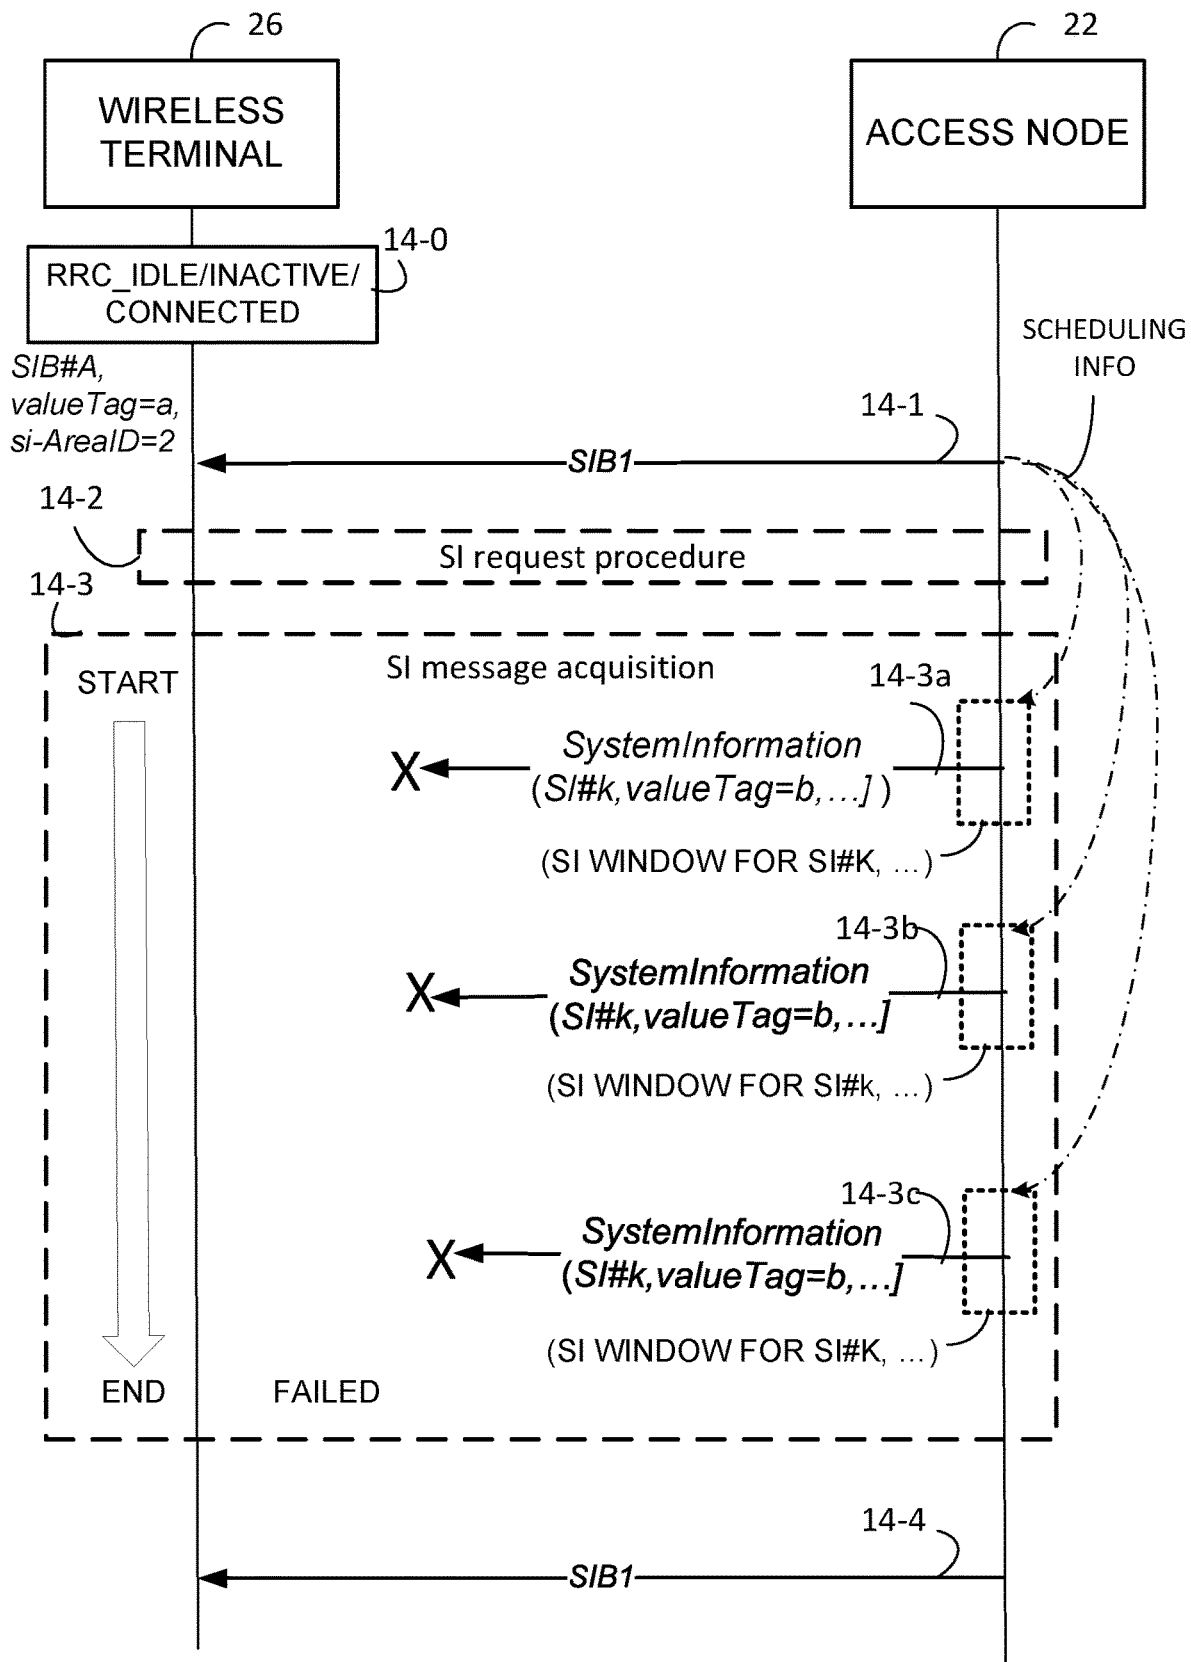 26
22
WIRELESS
TERMINAL
ACCESS NODE
14-0
RRC_IDLE/INACTIVE/
CONNECTED
SCHEDULING
INFO
SIB#A,
valueTag=a,
si-AreaID=2
14-1
SIB1
14-2
SI request procedure
14-3
SI message acquisition
START
14-3a
SystemInformation
X
(SI#k,valueTag=b,...] )
(SI WINDOW FOR SI#K, ...)
14-3b
SystemInformation
X
(SI#k,valueTag=b,...]
(SI WINDOW FOR SI#k, ...)
14-3c
SystemInformation
X
(SI#k,valueTag=b,...]
(SI WINDOW FOR SI#K, ...)
END
FAILED
14-4
SIB1